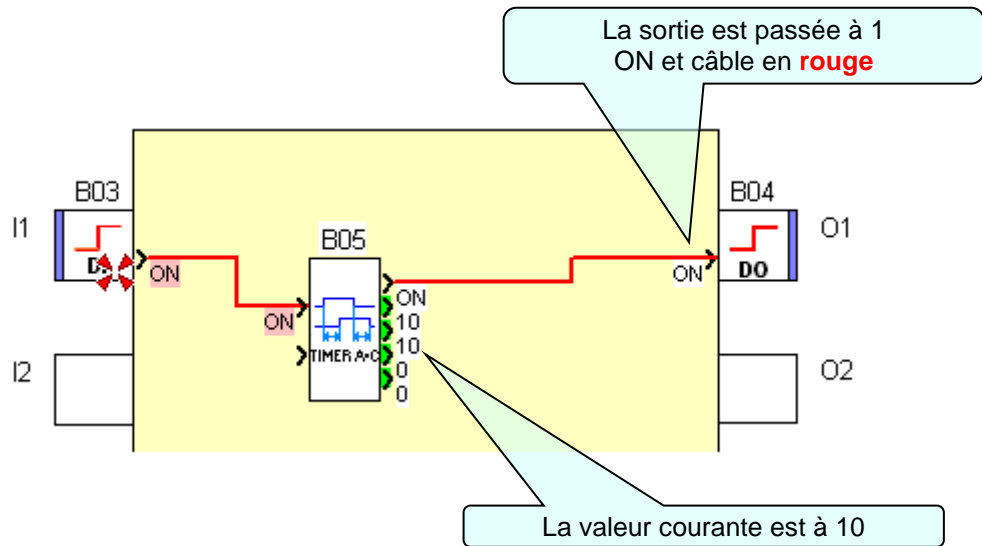 La sortie est passée à 1
ON et câble en rouge
B03
B04
I1
O1
B05
ON
ON
DO
ON
ON
10
10
TIMER A•C
0
0
I2
O2
La valeur courante est à 10